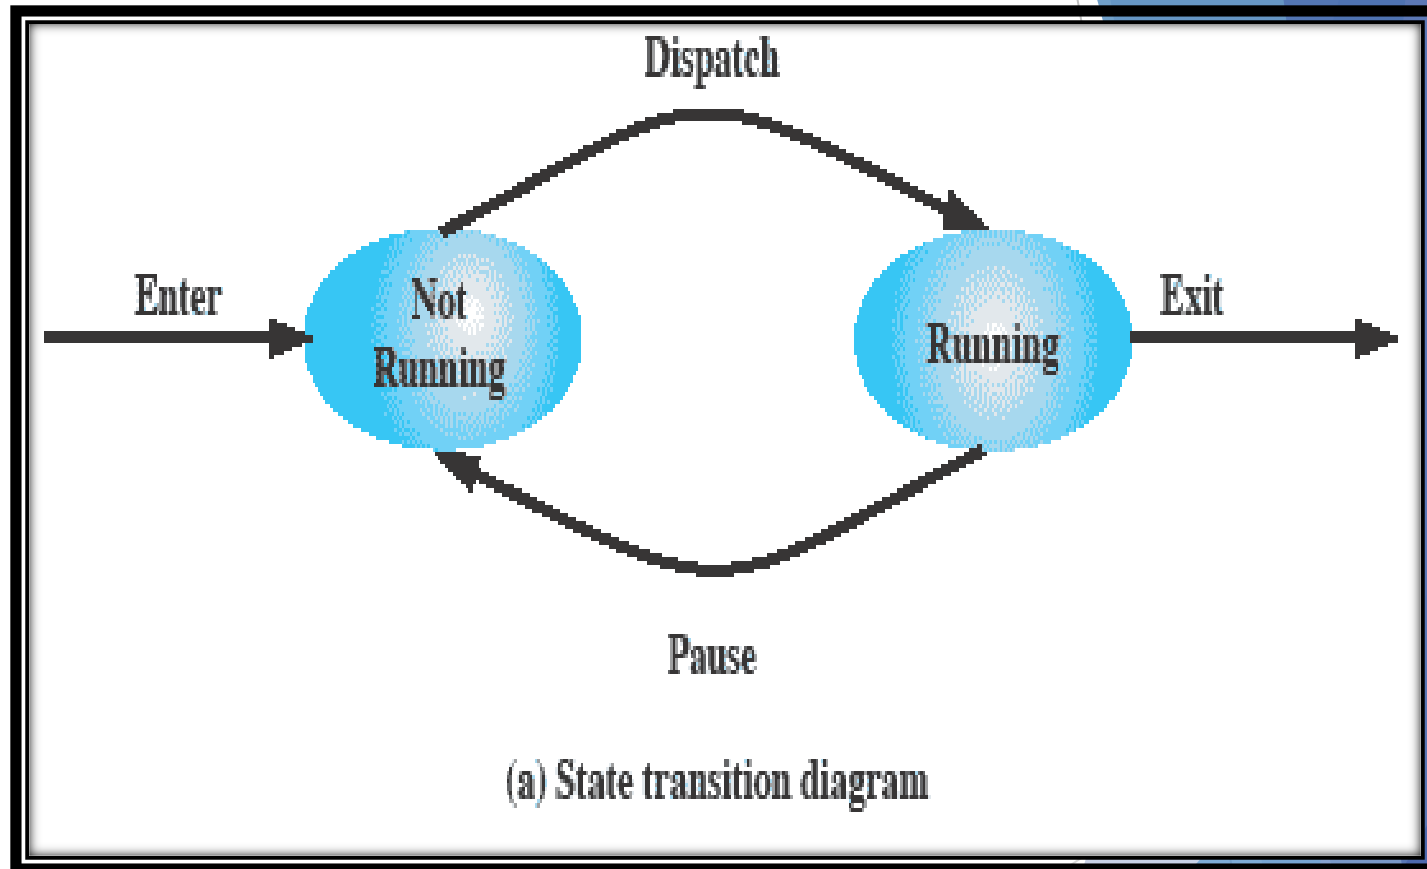 Dispatch
Enter
Not
Running
Running
Exit
Pause
(a) State transition diagram